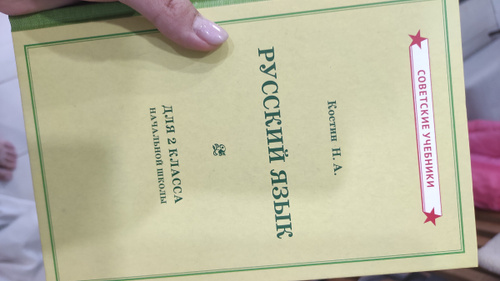 СОВЕТСКИЕ УЧЕБНИКИ
Костин Н. А.
РУССКИЙ ЯЗЫК
ДЛЯ 2 КЛАССА
НАЧАЛЬНОЙ ШКОЛЫ